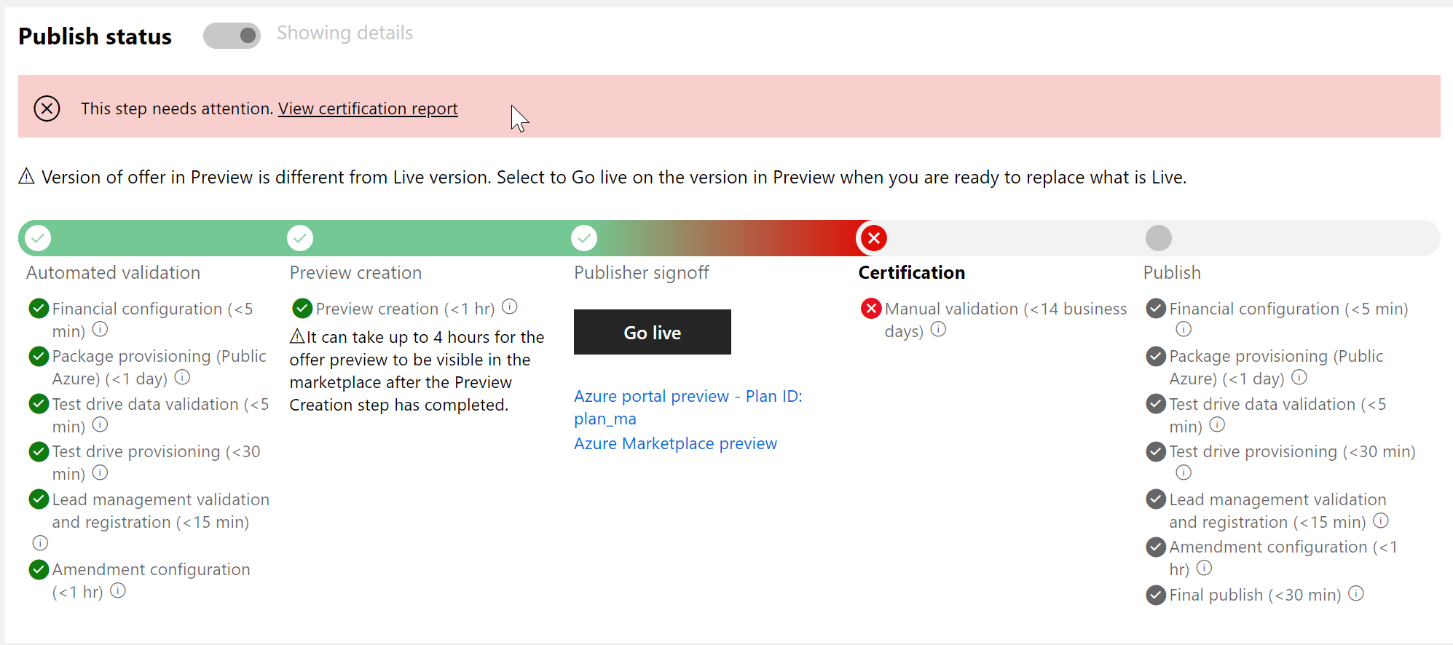 Publish status
Showing details
This step needs attention. View certification report
⚠ Version of offer in Preview is different from Live version. Select to Go live on the version in Preview when you are ready to replace what is Live.
Automated validation
Financial configuration (<5
min)
Package provisioning (Public
Azure) (<1 day)
Test drive data validation (<5
min)
Test drive provisioning (<30
min)
Lead management validation
and registration (<15 min)
Amendment configuration
(<1 hr)
Preview creation
Preview creation (<1 hr)
⚠It can take up to 4 hours for the
offer preview to be visible in the
marketplace after the Preview
Creation step has completed.
Publisher signoff
Go live
Azure portal preview - Plan ID:
plan_ma
Azure Marketplace preview
Certification
Manual validation (<14 business
days)
Publish
Financial configuration (<5 min)
Package provisioning (Public
Azure) (<1 day)
Test drive data validation (<5
min)
Test drive provisioning (<30 min)
Lead management validation
and registration (<15 min)
Amendment configuration (<1
hr)
Final publish (<30 min)